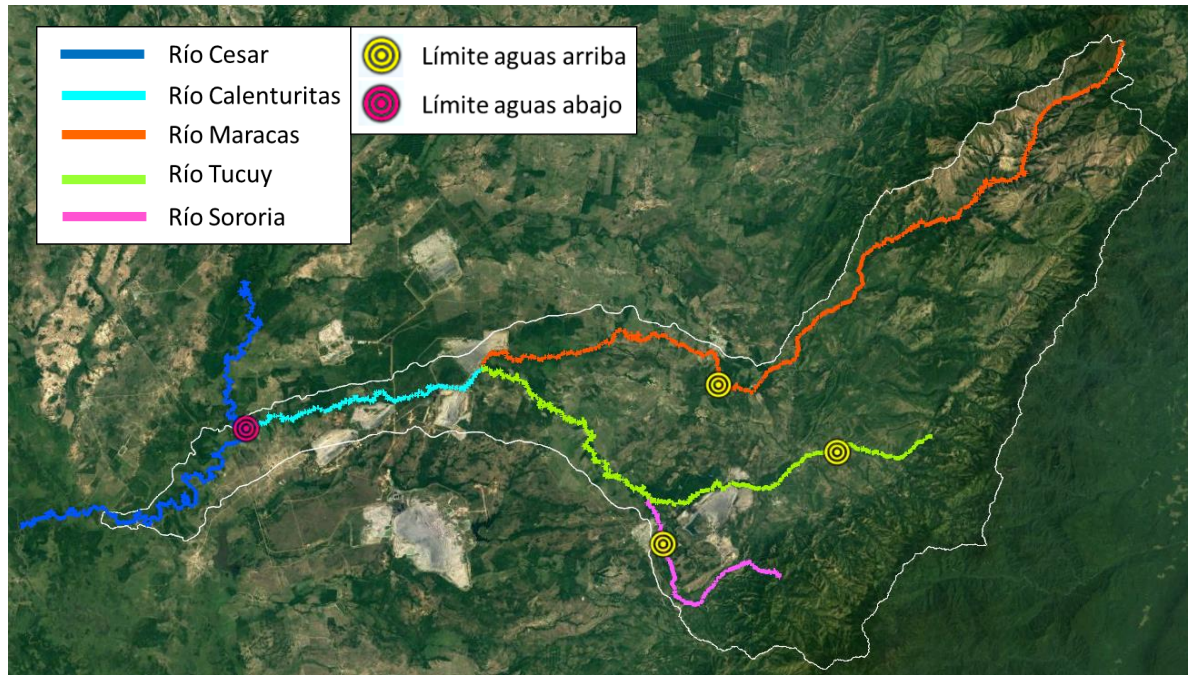 Río Cesar
Río Calenturitas
Río Maracas
Río Tucuy
Río Sororia
Límite aguas arriba
Límite aguas abajo